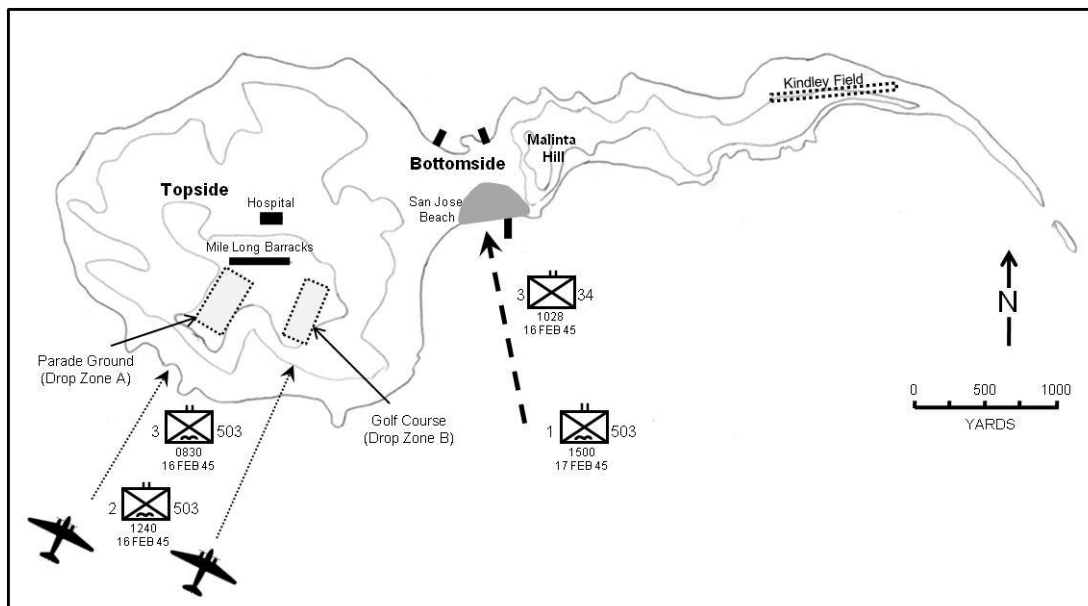 Kindley Field
Malinta
Hill
Bottomside
San Jose
Beach
Topside
Hospital
Mile Long Barracks
Parade Ground
(Drop Zone A)
Golf Course
(Drop Zone B)
3 34
1028
16 FEB 45
1 503
1500
17 FEB 45
3 503
0830
16 FEB 45
2 503
1240
16 FEB 45
N
0 500 1000
YARDS